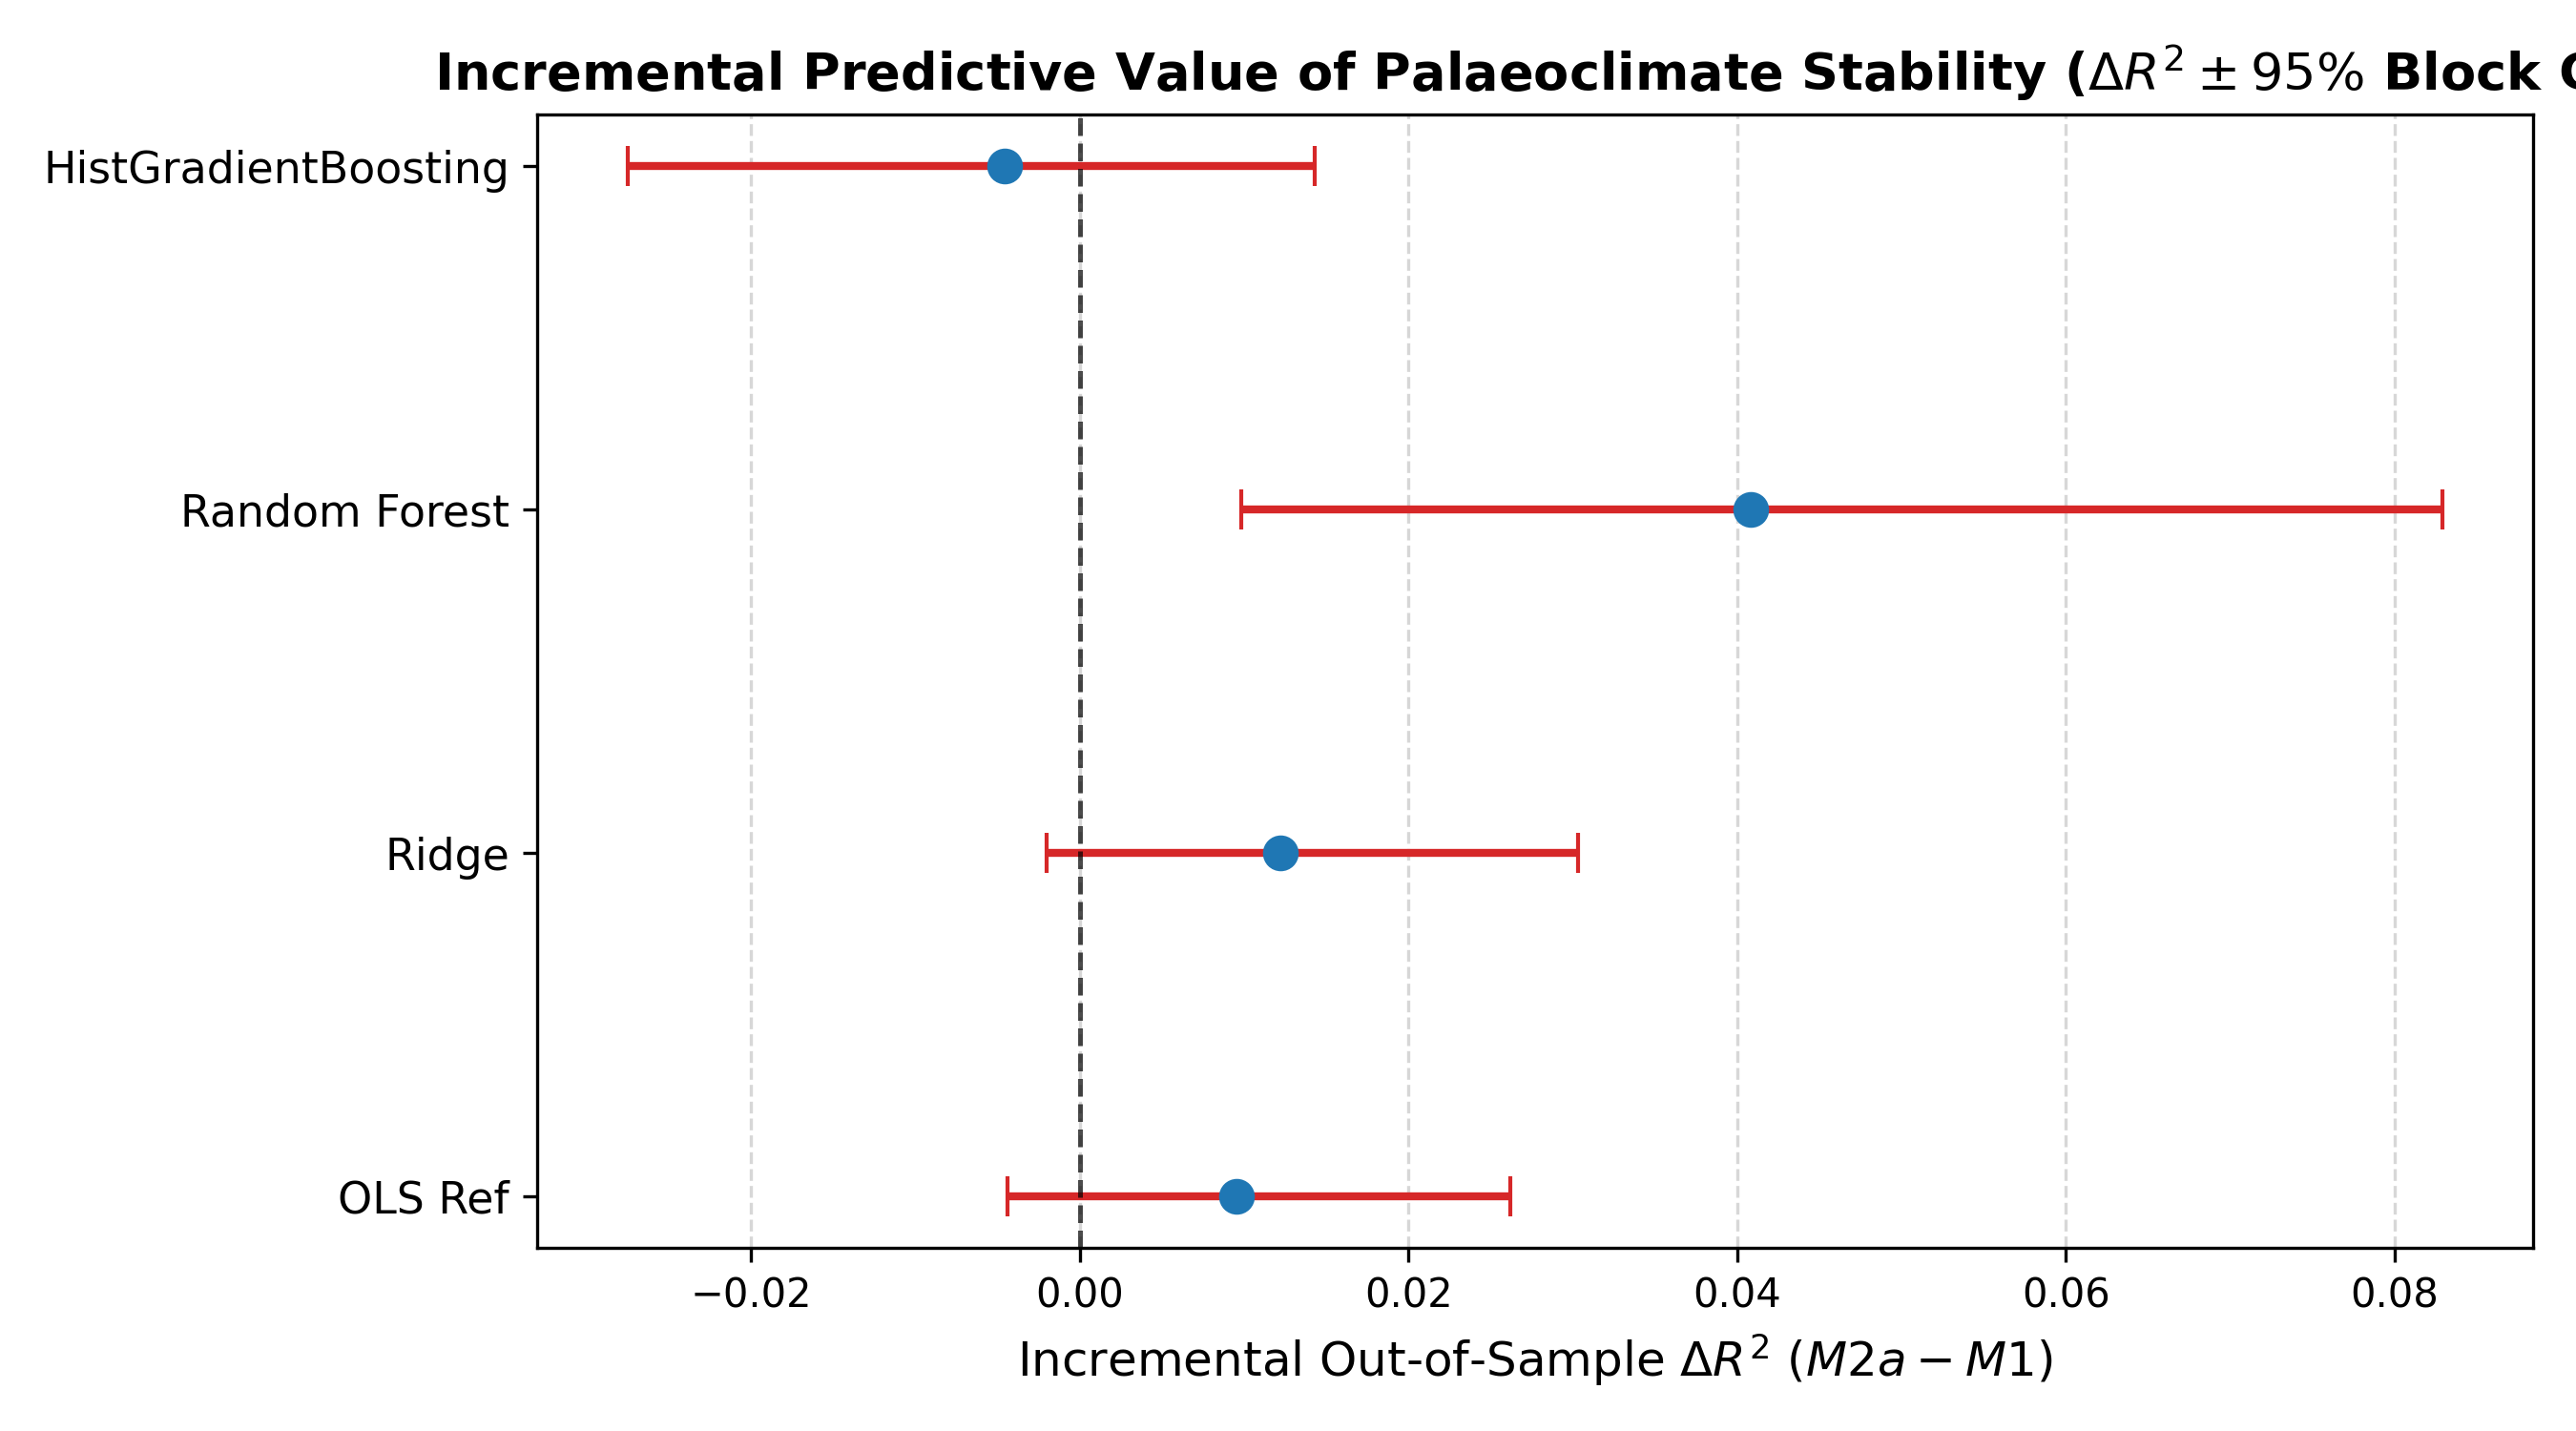 Incremental Predictive Value of Palaeoclimate Stability (ΔR² ± 95% Block
HistGradientBoosting
Random Forest
Ridge
OLS Ref
−0.02 0.00 0.02 0.04 0.06 0.08
Incremental Out-of-Sample ΔR² (M2a − M1)